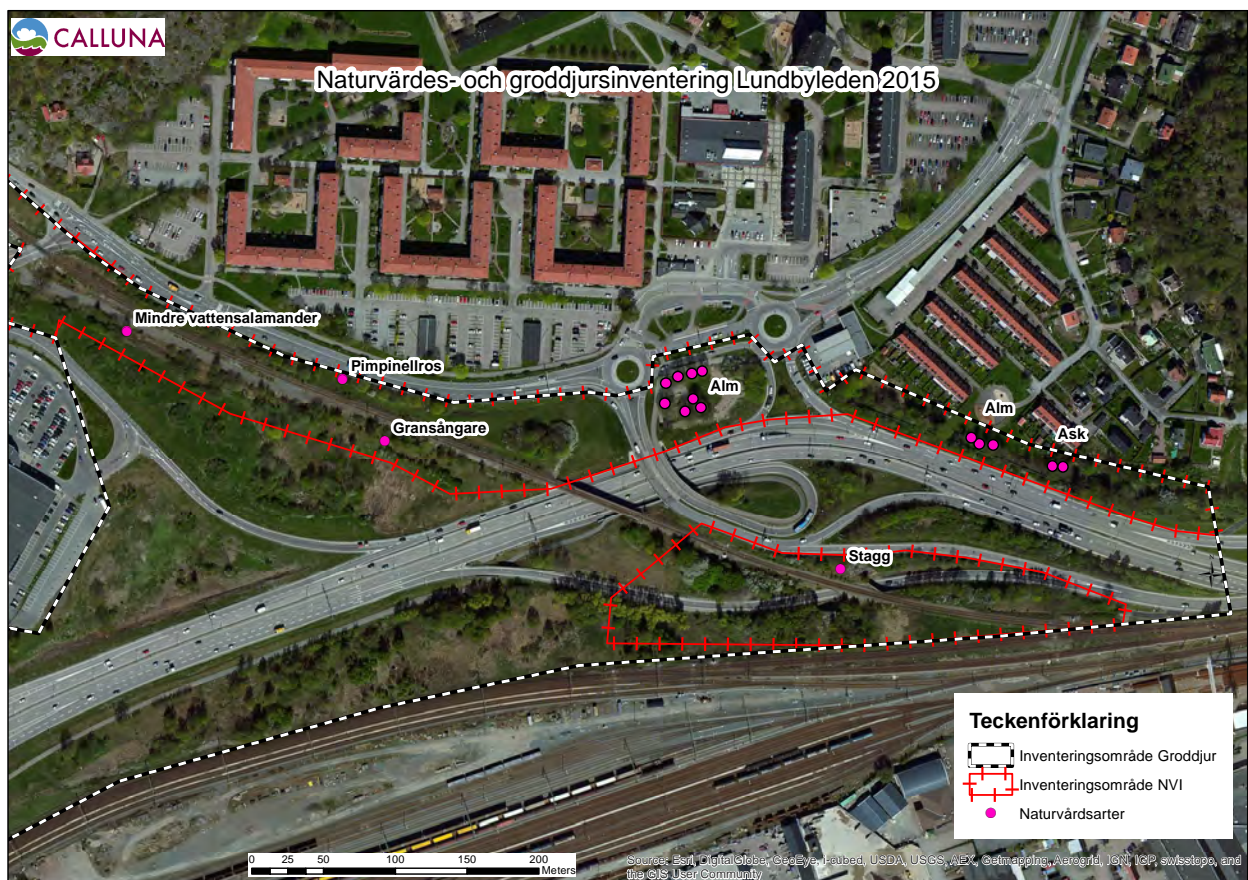 CALLUNA
Naturvärdes- och groddjursinventering Lundbyleden 2015
Mindre vattensalamander
Pimpinellros
Alm
Gransångare
Alm
Ask
Stagg
Teckenförklaring
Inventeringsområde Groddjur
Inventeringsområde NVI
Naturvårdsarter
0 25 50 100 150 200
Meters
Source: Esri, DigitalGlobe, GeoEye, i-cubed, USDA, USGS, AEX, Getmapping, Aerogrid, IGN, IGP, swisstopo, and
the GIS User Community